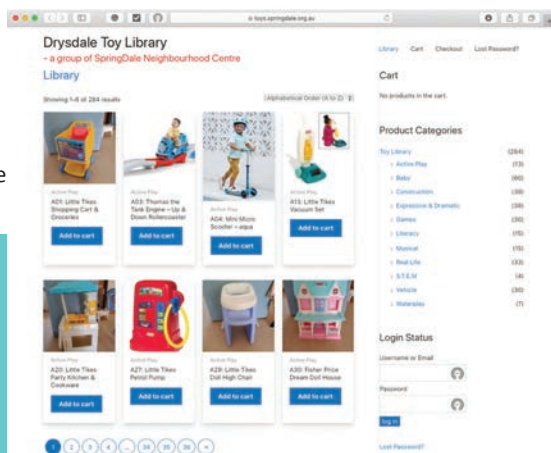 toys.springdale.org.au
Drysdale Toy Library
- a group of SpringDale Neighbourhood Centre
Library
Showing 1–8 of 284 results
Alphabetical Order (A to Z)
Active Play
A01: Little Tikes
Shopping Cart &
Groceries
Add to cart
Active Play
A03: Thomas the
Tank Engine – Up &
Down Rollercoaster
Add to cart
Active Play
A04: Mini Micro
Scooter – aqua
Add to cart
Active Play
A13: Little Tikes
Vacuum Set
Add to cart
Active Play
A20: Little Tikes
Party Kitchen &
Cookware
Add to cart
Active Play
A27: Little Tikes
Petrol Pump
Add to cart
Active Play
A29: Little Tikes
Doll High Chair
Add to cart
Active Play
A30: Fisher Price
Dream Doll House
Add to cart
1 2 3 4 … 34 35 36 →
Library Cart Checkout Lost Password?
Cart
No products in the cart.
Product Categories
Toy Library (284)
Active Play (73)
Baby
Construction (38)
Expressive & Dramatic (38)
Games (30)
Literacy (15)
Musical (15)
Real Life (33)
S.T.E.M (4)
Vehicle (30)
Waterplay (7)
Login Status
Username or Email
Password
log in
Lost Password?
e